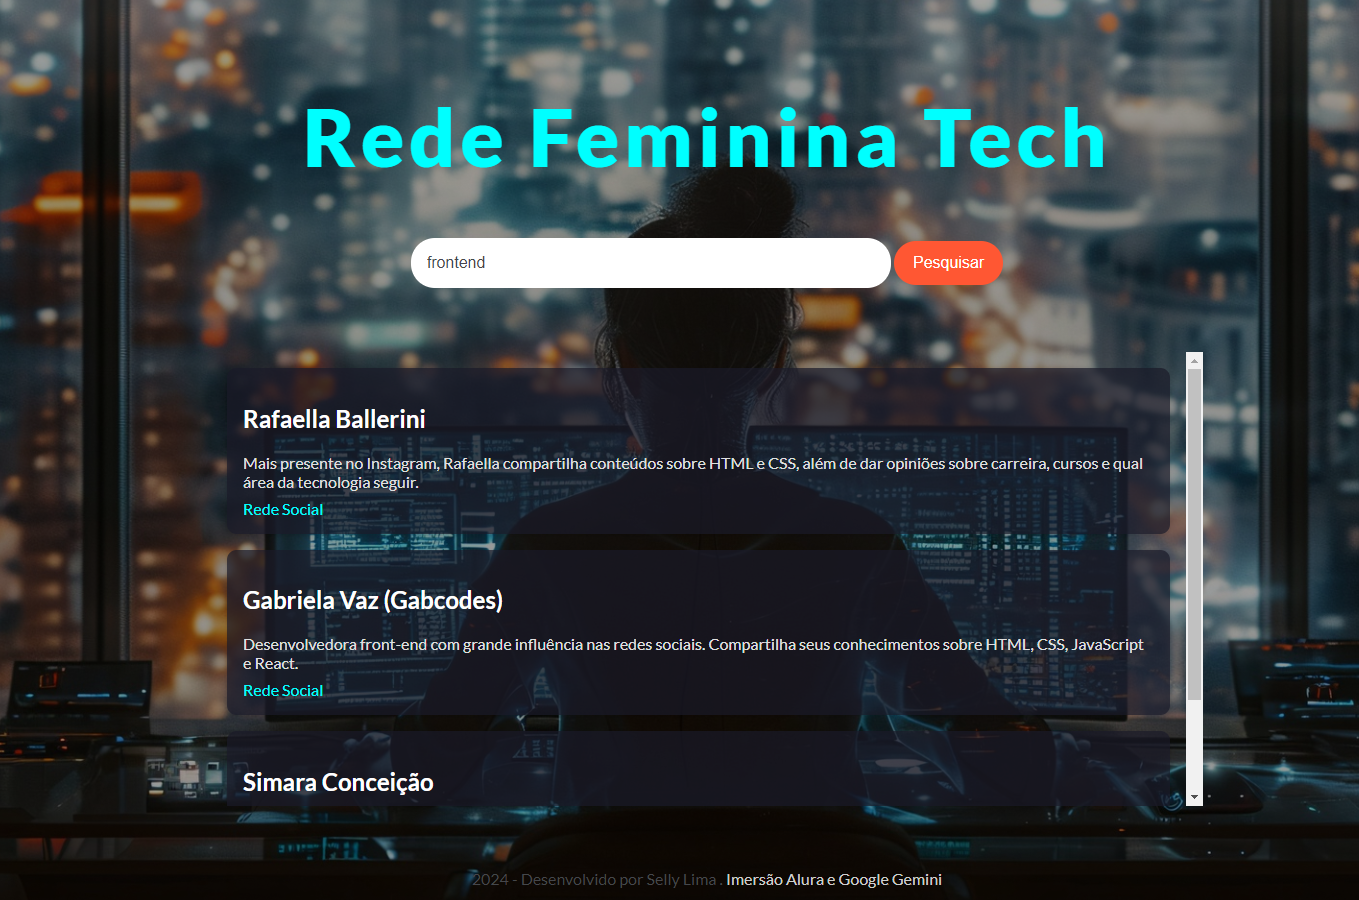 Rede Feminina Tech
frontend
Pesquisar
Rafaella Ballerini
Mais presente no Instagram, Rafaella compartilha conteúdos sobre HTML e CSS, além de dar opiniões sobre carreira, cursos e qual
área da tecnologia seguir.
Rede Social
Gabriela Vaz (Gabcodes)
Desenvolvedora front-end com grande influência nas redes sociais. Compartilha seus conhecimentos sobre HTML, CSS, JavaScript
e React.
Rede Social
Simara Conceição
2024 - Desenvolvido por Selly Lima . Imersão Alura e Google Gemini